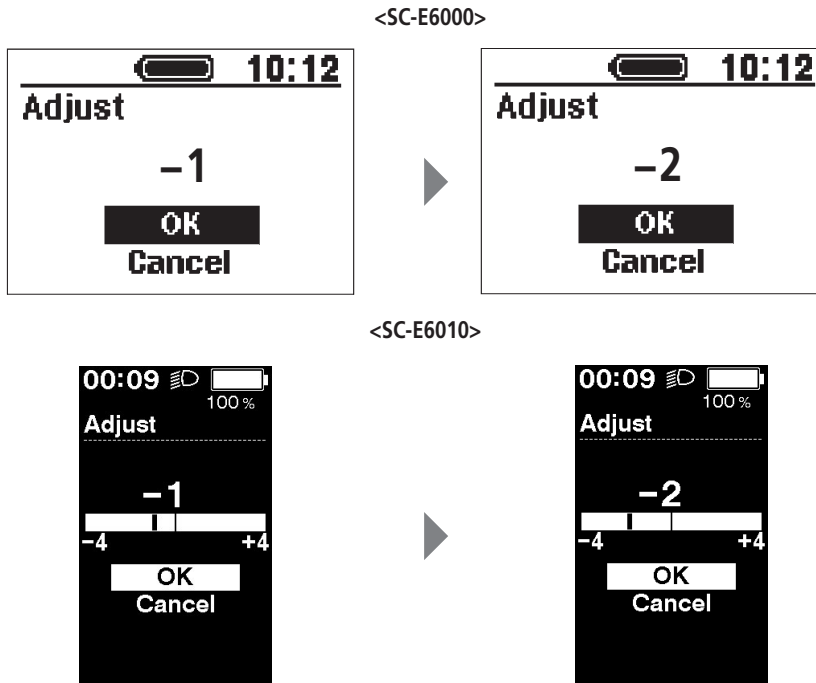 <SC-E6000>
10:12
Adjust
–1
OK
Cancel
10:12
Adjust
–2
OK
Cancel
<SC-E6010>
00:09
100 %
Adjust
–1
–4 +4
OK
Cancel
00:09
100 %
Adjust
–2
–4 +4
OK
Cancel